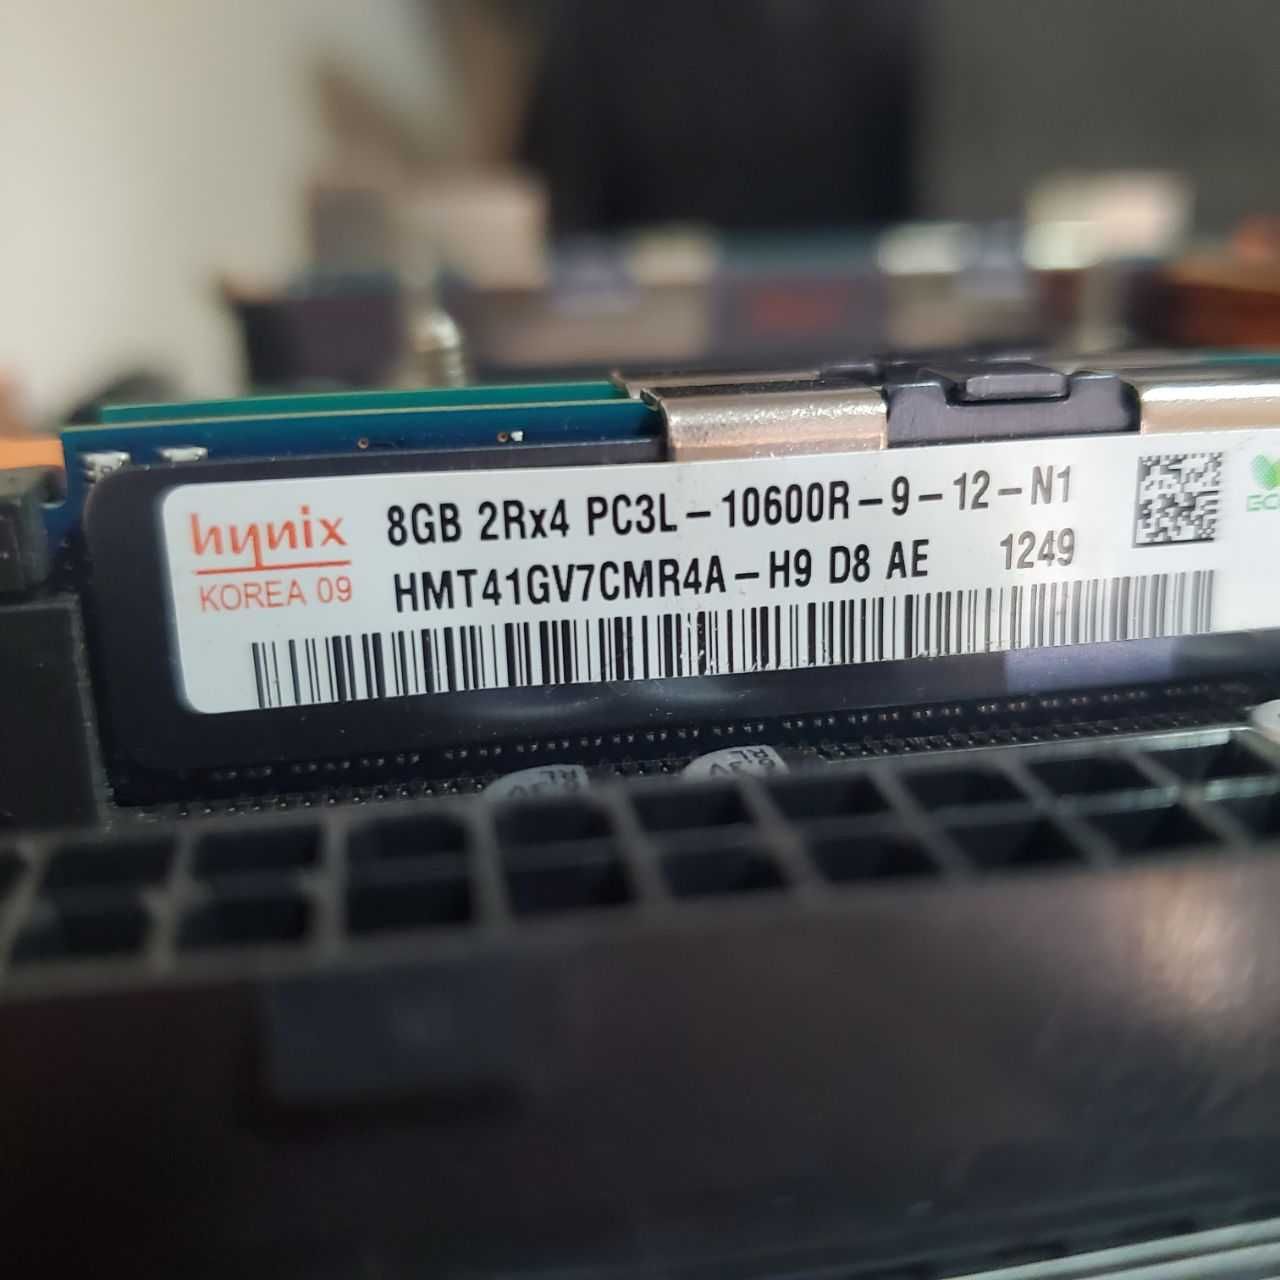 hynix
KOREA 09
8GB 2Rx4 PC3L-10600R-9-12-N1
HMT41GV7CMR4A-H9 D8 AE 1249